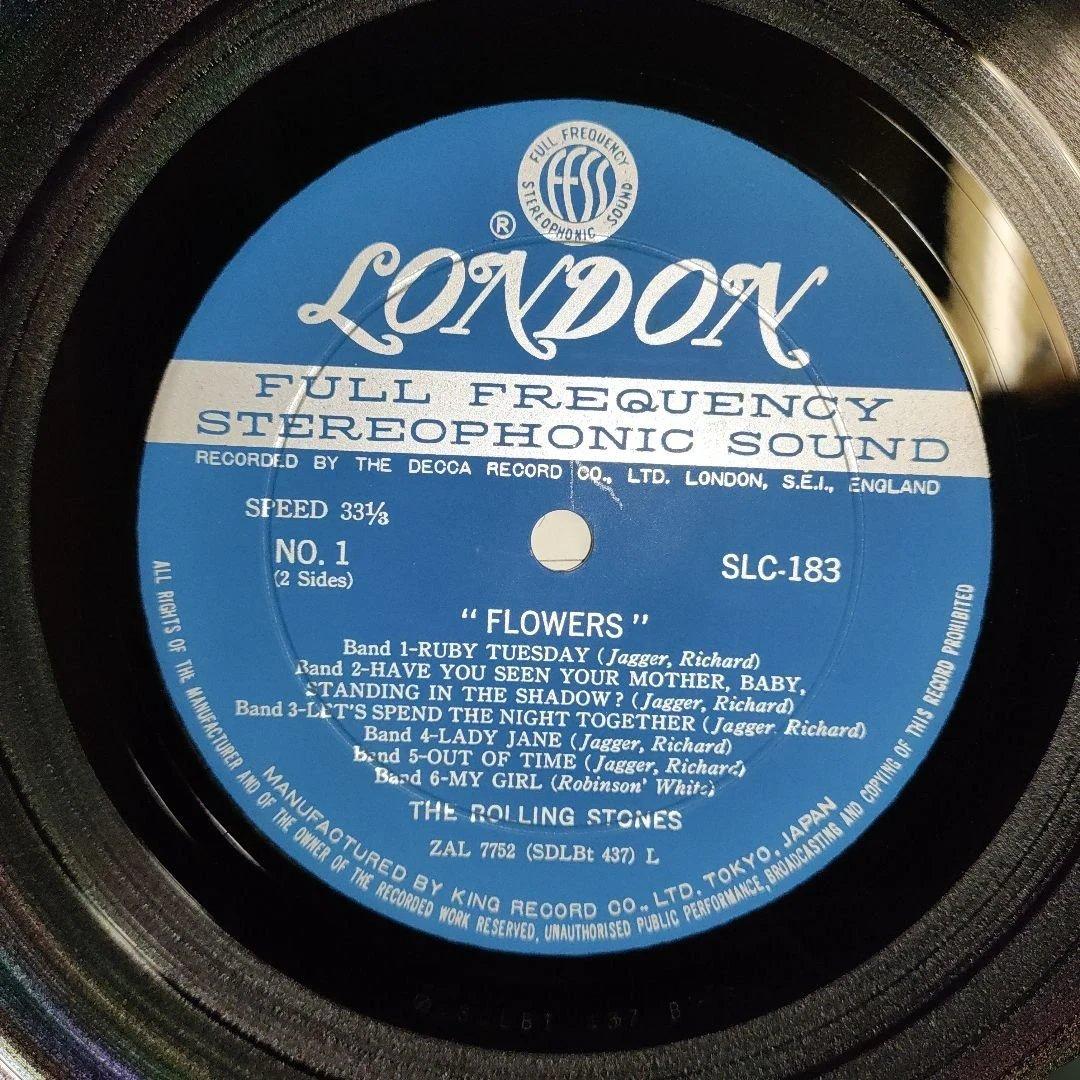 FULL FREQUENCY
ffss
STEREOPHONIC SOUND
®
LONDON
FULL FREQUENCY
STEREOPHONIC SOUND
RECORDED BY THE DECCA RECORD CO., LTD. LONDON, S.E.I., ENGLAND
SPEED 33⅓
NO. 1
(2 Sides)
SLC-183
" FLOWERS "
Band 1-RUBY TUESDAY (Jagger, Richard)
Band 2-HAVE YOU SEEN YOUR MOTHER, BABY,
STANDING IN THE SHADOW? (Jagger, Richard)
Band 3-LET'S SPEND THE NIGHT TOGETHER (Jagger. Richard)
Band 4-LADY JANE (Jagger, Richard)
Band 5-OUT OF TIME (Jagger, Richard)
Band 6-MY GIRL (Robinson' White)
THE ROLLING STONES
ZAL 7752 (SDLBt 437) L
MANUFACTURED BY KING RECORD CO., LTD. TOKYO, JAPAN
ALL RIGHTS OF THE MANUFACTURER AND OF THE OWNER OF THE RECORDED WORK RESERVED, UNAUTHORISED PUBLIC PERFORMANCE, BROADCASTING AND COPYING OF THIS RECORD PROHIBITED